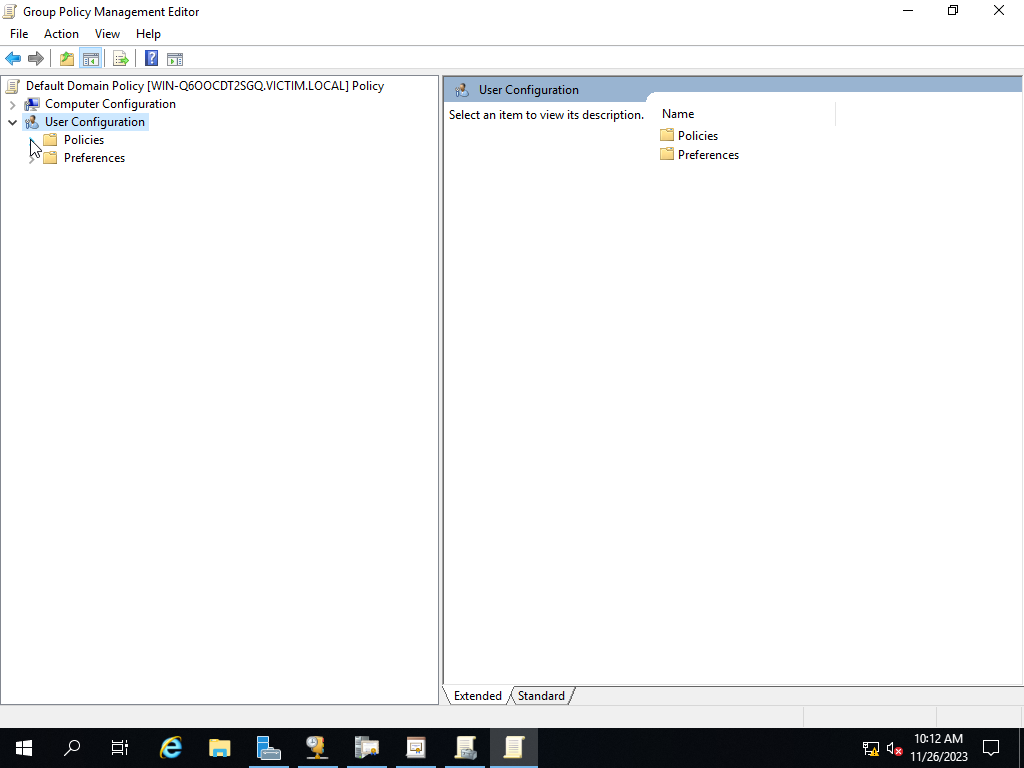 Group Policy Management Editor
File Action View Help
Default Domain Policy [WIN-Q6OOCDT2SGQ.VICTIM.LOCAL] Policy
Computer Configuration
User Configuration
Policies
Preferences
User Configuration
Select an item to view its description.
Name
Policies
Preferences
Extended Standard
10:12 AM
11/26/2023